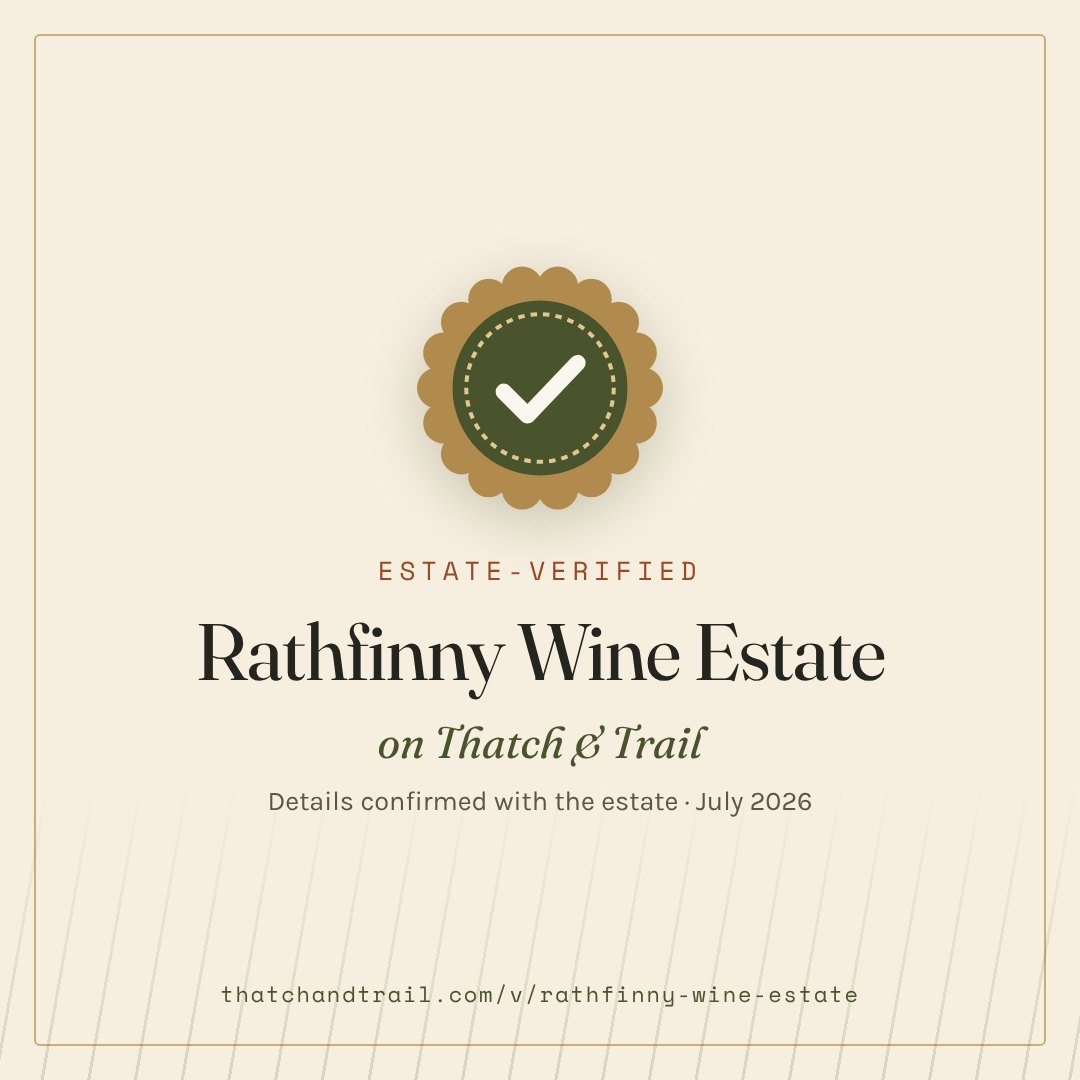 ESTATE-VERIFIED
Rathfinny Wine Estate
on Thatch & Trail
Details confirmed with the estate · July 2026
thatchandtrail.com/v/rathfinny-wine-estate